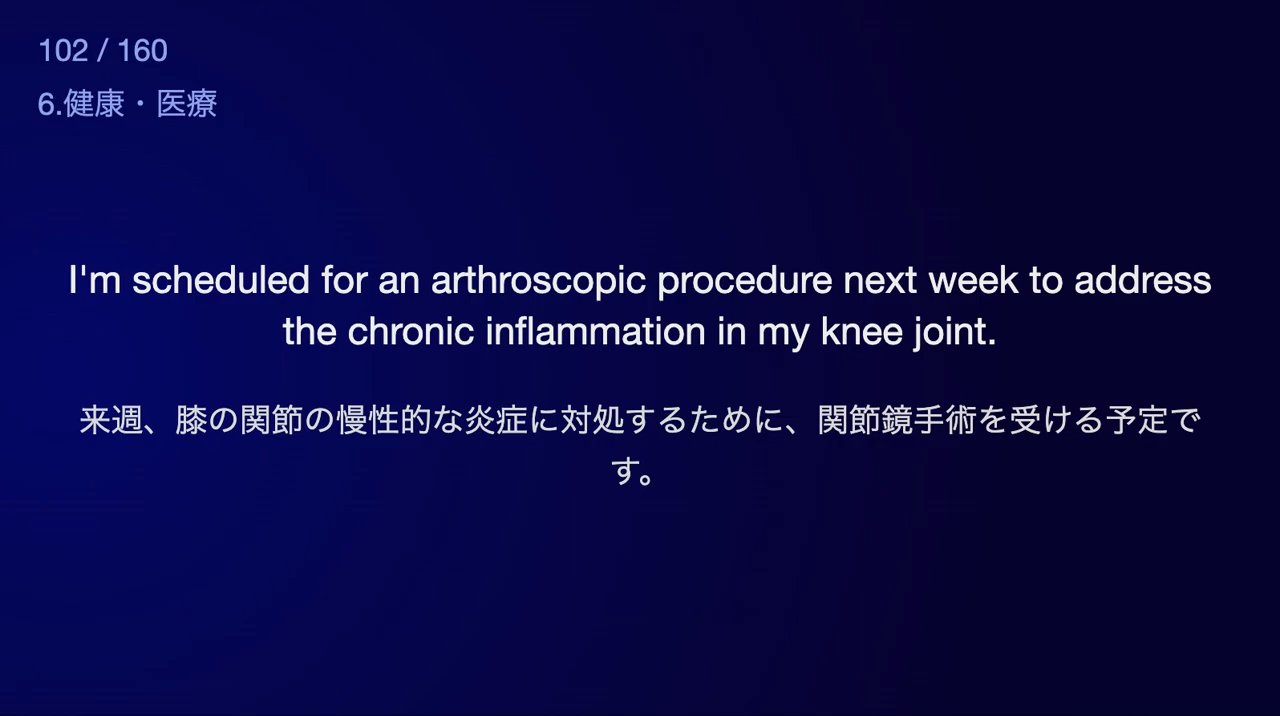 102 / 160
6.健康・医療
I'm scheduled for an arthroscopic procedure next week to address
the chronic inflammation in my knee joint.
来週、膝の関節の慢性的な炎症に対処するために、関節鏡手術を受ける予定で
す。